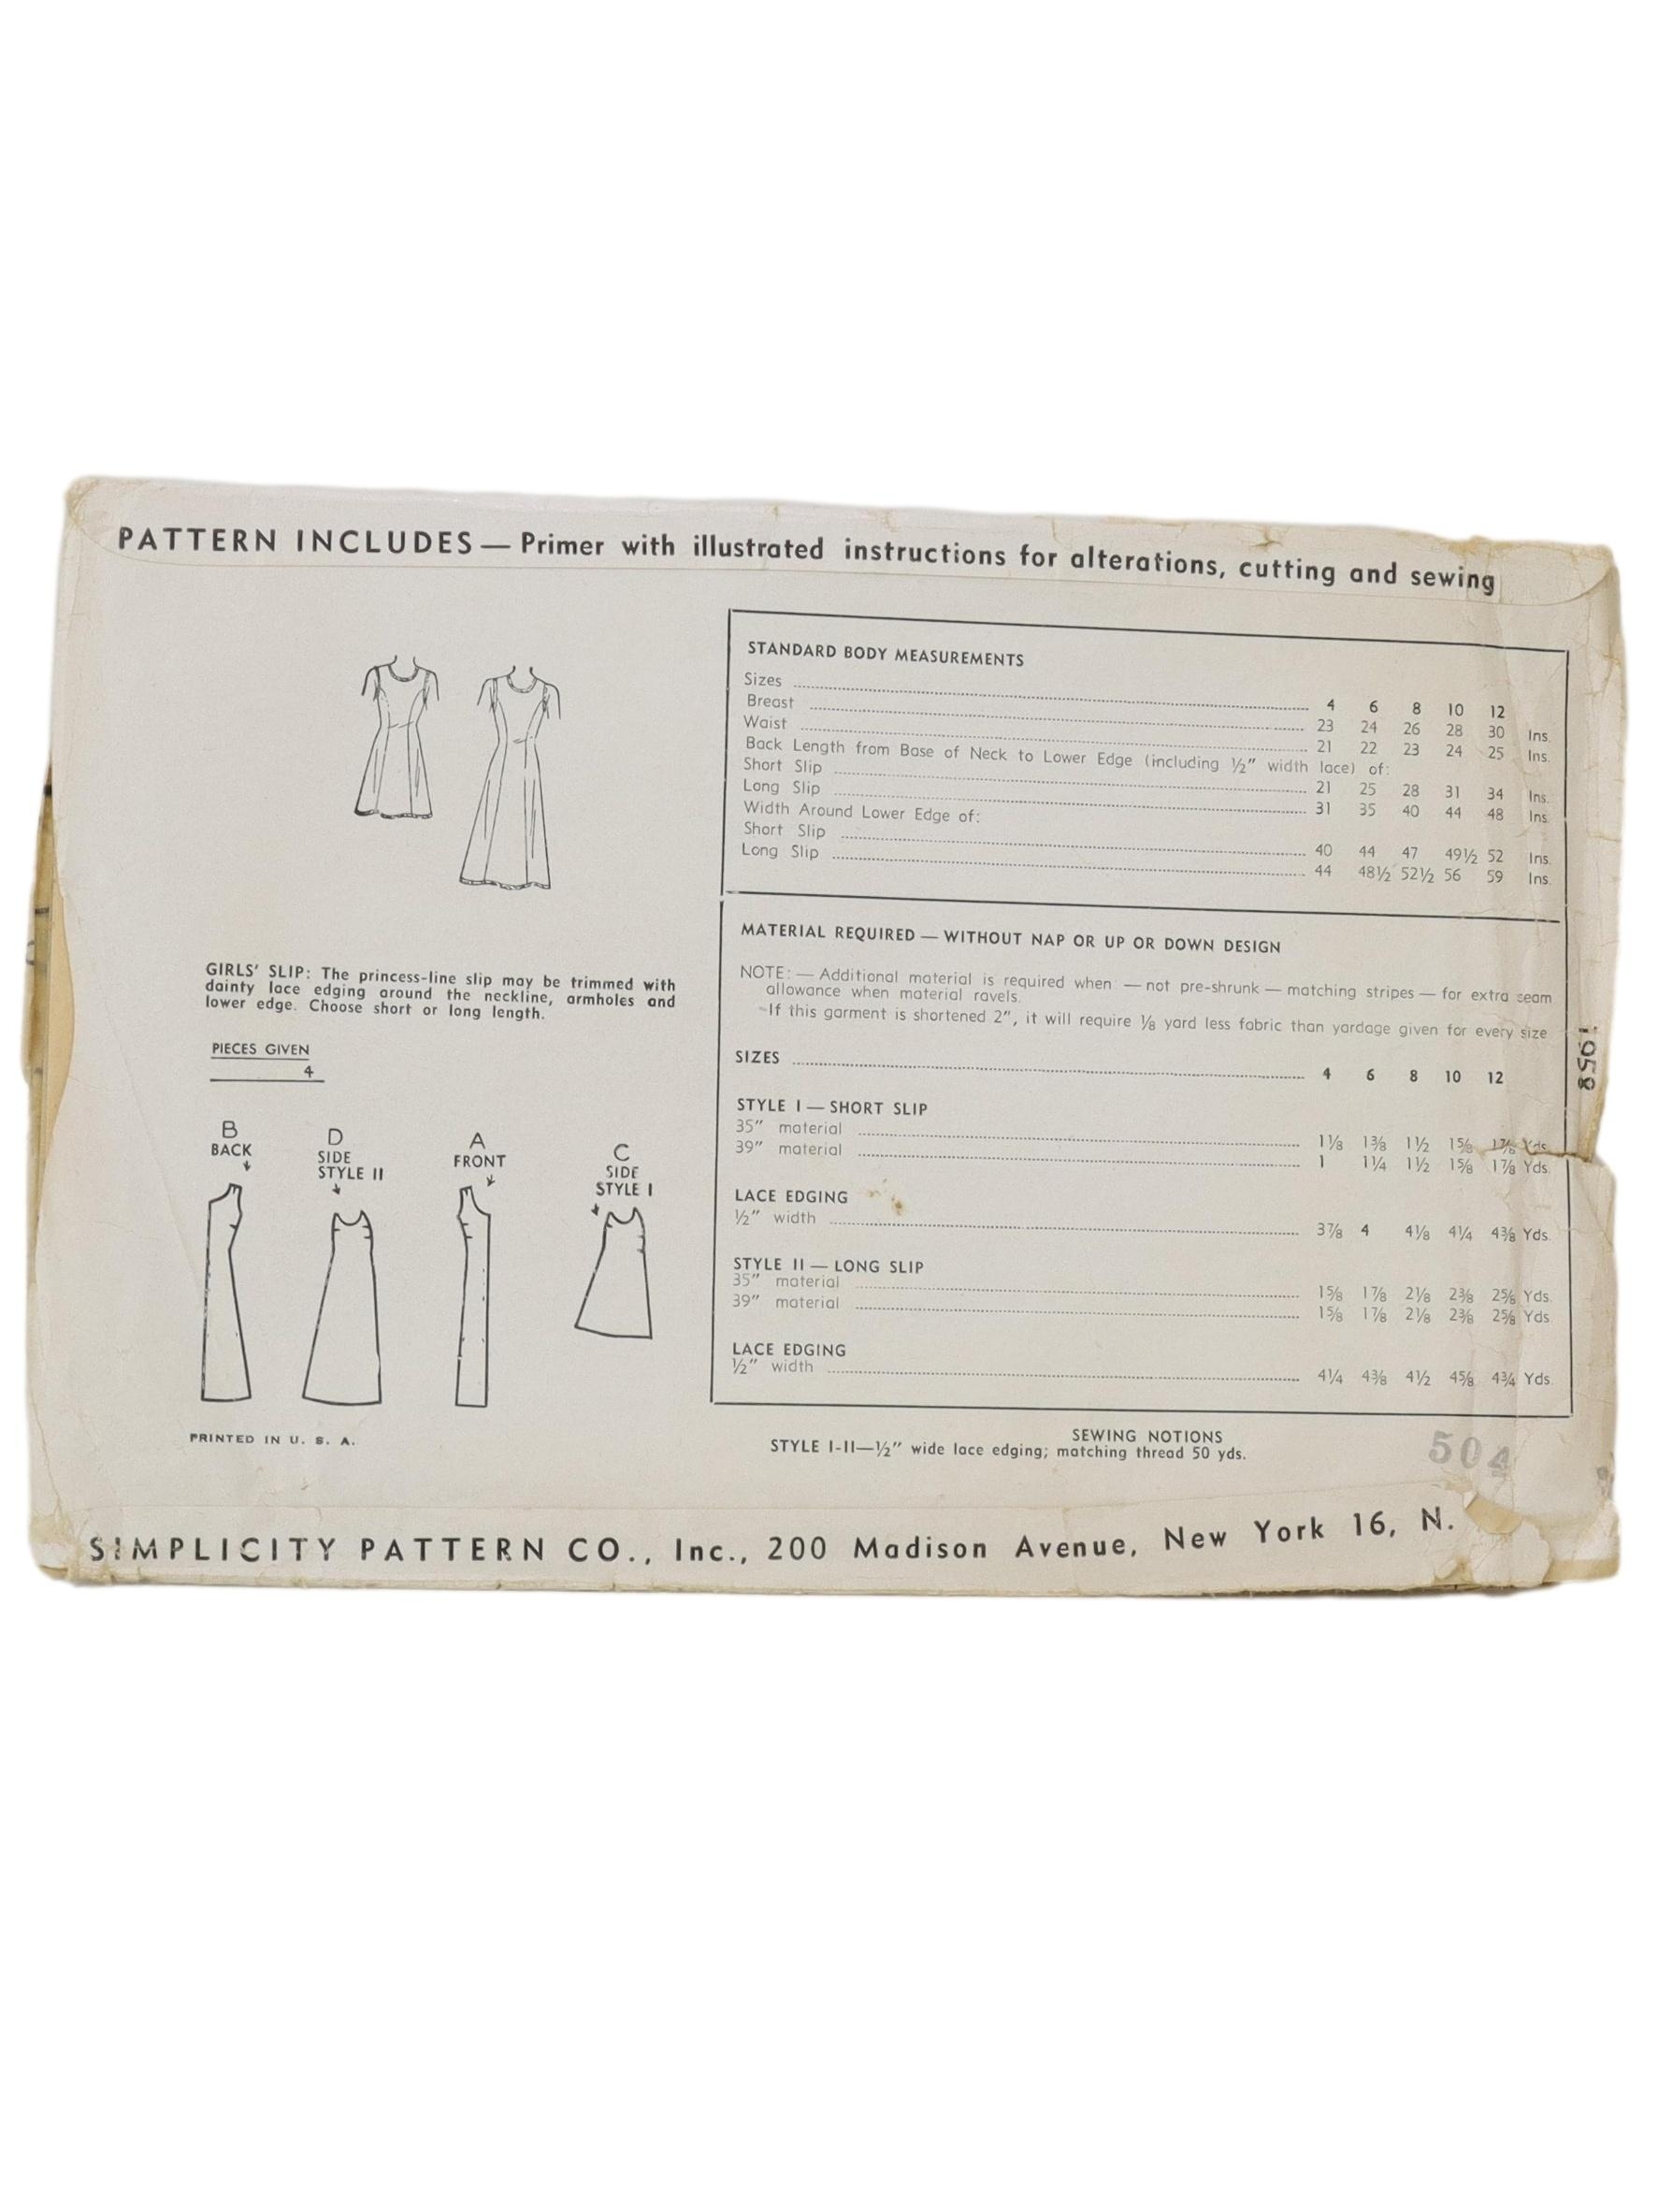 PATTERN INCLUDES — Primer with illustrated instructions for alterations, cutting and sewing
GIRLS' SLIP: The princess-line slip may be trimmed with
dainty lace edging around the neckline, armholes and
lower edge. Choose short or long length.
PIECES GIVEN
4
B
BACK
D
SIDE
STYLE II
A
FRONT
C
SIDE
STYLE I
PRINTED IN U. S. A.
STANDARD BODY MEASUREMENTS
Sizes 4 6 8 10 12
Breast 23 24 26 28 30 Ins.
Waist 21 22 23 24 25 Ins.
Back Length from Base of Neck to Lower Edge (including ½" width lace) of:
Short Slip 21 25 28 31 34 Ins.
Long Slip 31 35 40 44 48 Ins.
Width Around Lower Edge of:
Short Slip 40 44 47 49½ 52 Ins.
Long Slip 44 48½ 52½ 56 59 Ins.
MATERIAL REQUIRED — WITHOUT NAP OR UP OR DOWN DESIGN
NOTE: — Additional material is required when — not pre-shrunk — matching stripes — for extra seam
allowance when material ravels.
If this garment is shortened 2", it will require ⅛ yard less fabric than yardage given for every size
SIZES 4 6 8 10 12
STYLE I — SHORT SLIP
35" material 1⅛ 1⅜ 1½ 1⅝ 1⅞ Yds.
39" material 1 1¼ 1½ 1⅝ 1⅞ Yds.
LACE EDGING
½" width 3⅞ 4 4⅛ 4¼ 4⅜ Yds.
STYLE II — LONG SLIP
35" material 1⅝ 1⅞ 2⅛ 2⅜ 2⅝ Yds.
39" material 1⅝ 1⅞ 2⅛ 2⅜ 2⅝ Yds.
LACE EDGING
½" width 4¼ 4⅜ 4½ 4⅝ 4¾ Yds.
SEWING NOTIONS
STYLE I-II—½" wide lace edging; matching thread 50 yds.
504
1058
SIMPLICITY PATTERN CO., Inc., 200 Madison Avenue, New York 16, N.